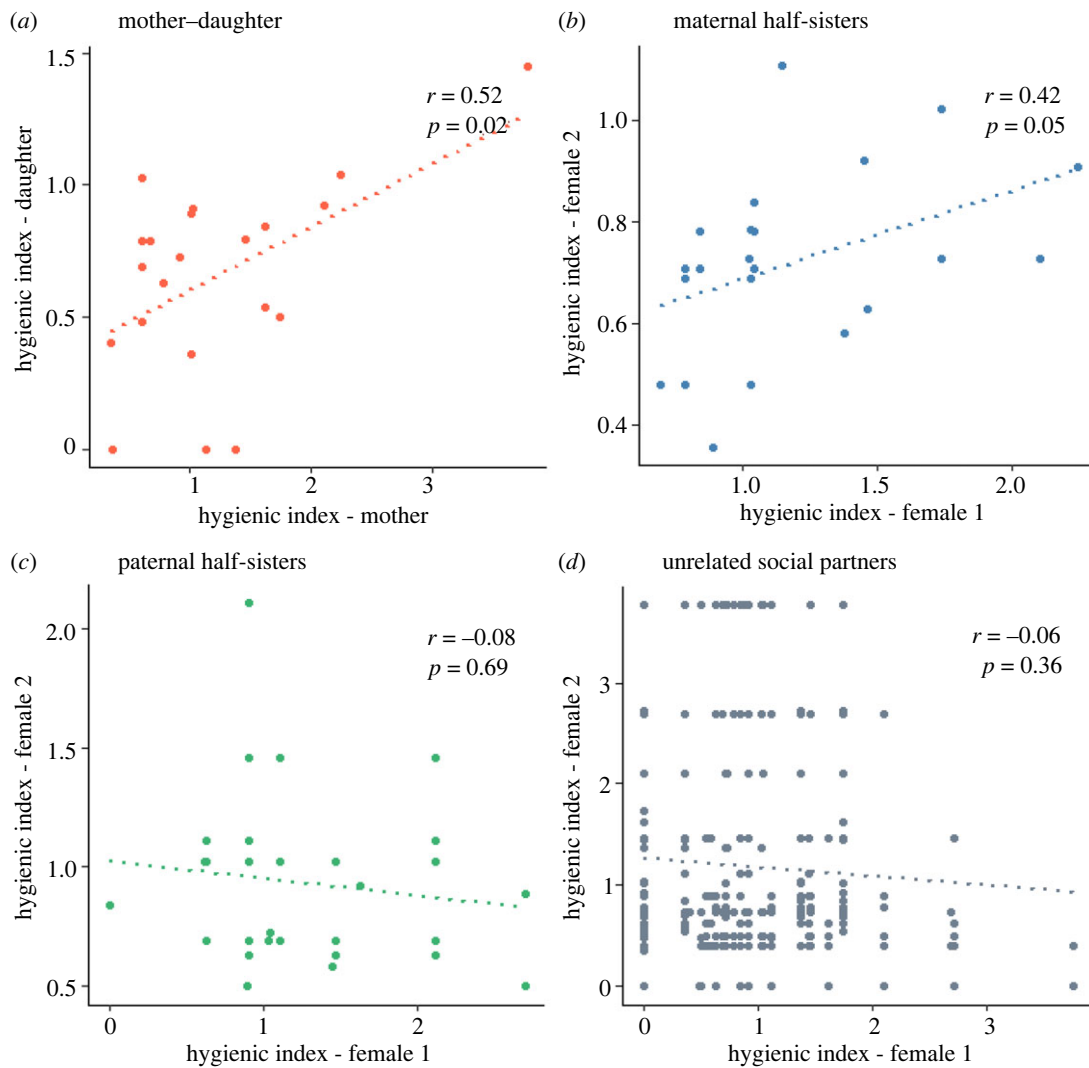 (a) mother–daughter
1.5
1.0
0.5
0
hygienic index - daughter
r = 0.52
p = 0.02
1 2 3
hygienic index - mother
(b) maternal half-sisters
1.0
0.8
0.6
0.4
hygienic index - female 2
r = 0.42
p = 0.05
1.0 1.5 2.0
hygienic index - female 1
(c) paternal half-sisters
2.0
1.5
1.0
0.5
hygienic index - female 2
r = –0.08
p = 0.69
0 1 2
hygienic index - female 1
(d) unrelated social partners
3
2
1
0
hygienic index - female 2
r = –0.06
p = 0.36
0 1 2 3
hygienic index - female 1